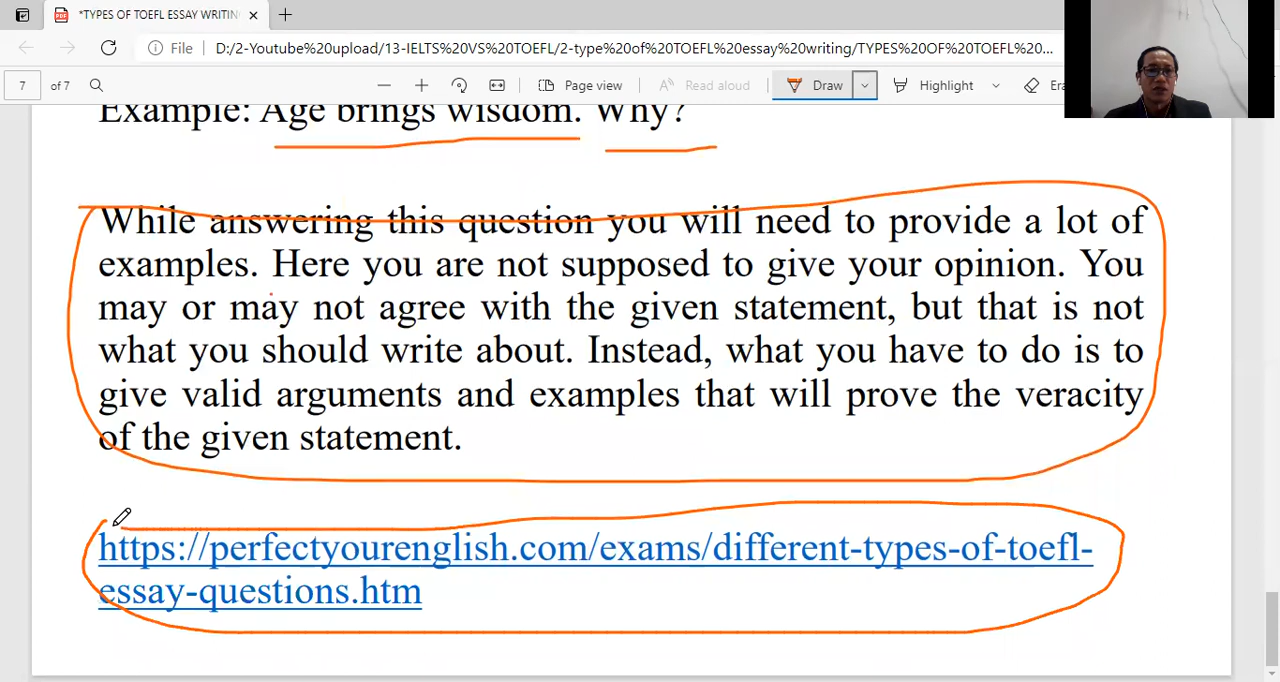 *TYPES OF TOEFL ESSAY WRITIN
File D:/2-Youtube%20upload/13-IELTS%20VS%20TOEFL/2-type%20of%20TOEFL%20essay%20writing/TYPES%20OF%20TOEFL%20...
7 of 7 Page view Read aloud Draw Highlight
Example: Age brings wisdom. Why?
While answering this question you will need to provide a lot of
examples. Here you are not supposed to give your opinion. You
may or may not agree with the given statement, but that is not
what you should write about. Instead, what you have to do is to
give valid arguments and examples that will prove the veracity
of the given statement.
https://perfectyourenglish.com/exams/different-types-of-toefl-
essay-questions.htm